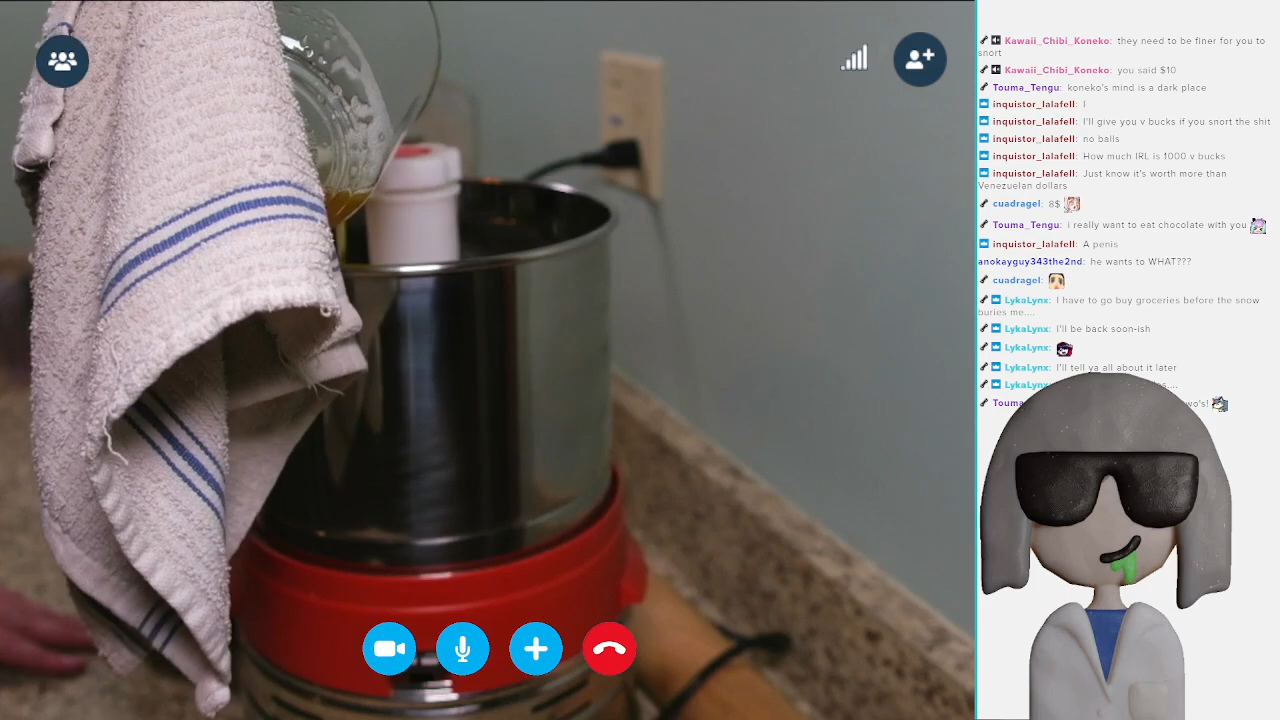 Kawaii_Chibi_Koneko: they need to be finer for you to
snort
Kawaii_Chibi_Koneko: you said $10
Touma_Tengu: koneko's mind is a dark place
inquistor_lalafell: I
inquistor_lalafell: I'll give you v bucks if you snort the shit
inquistor_lalafell: no balls
inquistor_lalafell: How much IRL is 1000 v bucks
inquistor_lalafell: Just know it's worth more than
Venezuelan dollars
cuadragel: 8$
Touma_Tengu: i really want to eat chocolate with you
inquistor_lalafell: A penis
anokayguy343the2nd: he wants to WHAT???
cuadragel:
LykaLynx: I have to go buy groceries before the snow
buries me....
LykaLynx: I'll be back soon-ish
LykaLynx:
LykaLynx: I'll tell ya all about it later
LykaLynx:
Touma wo's!